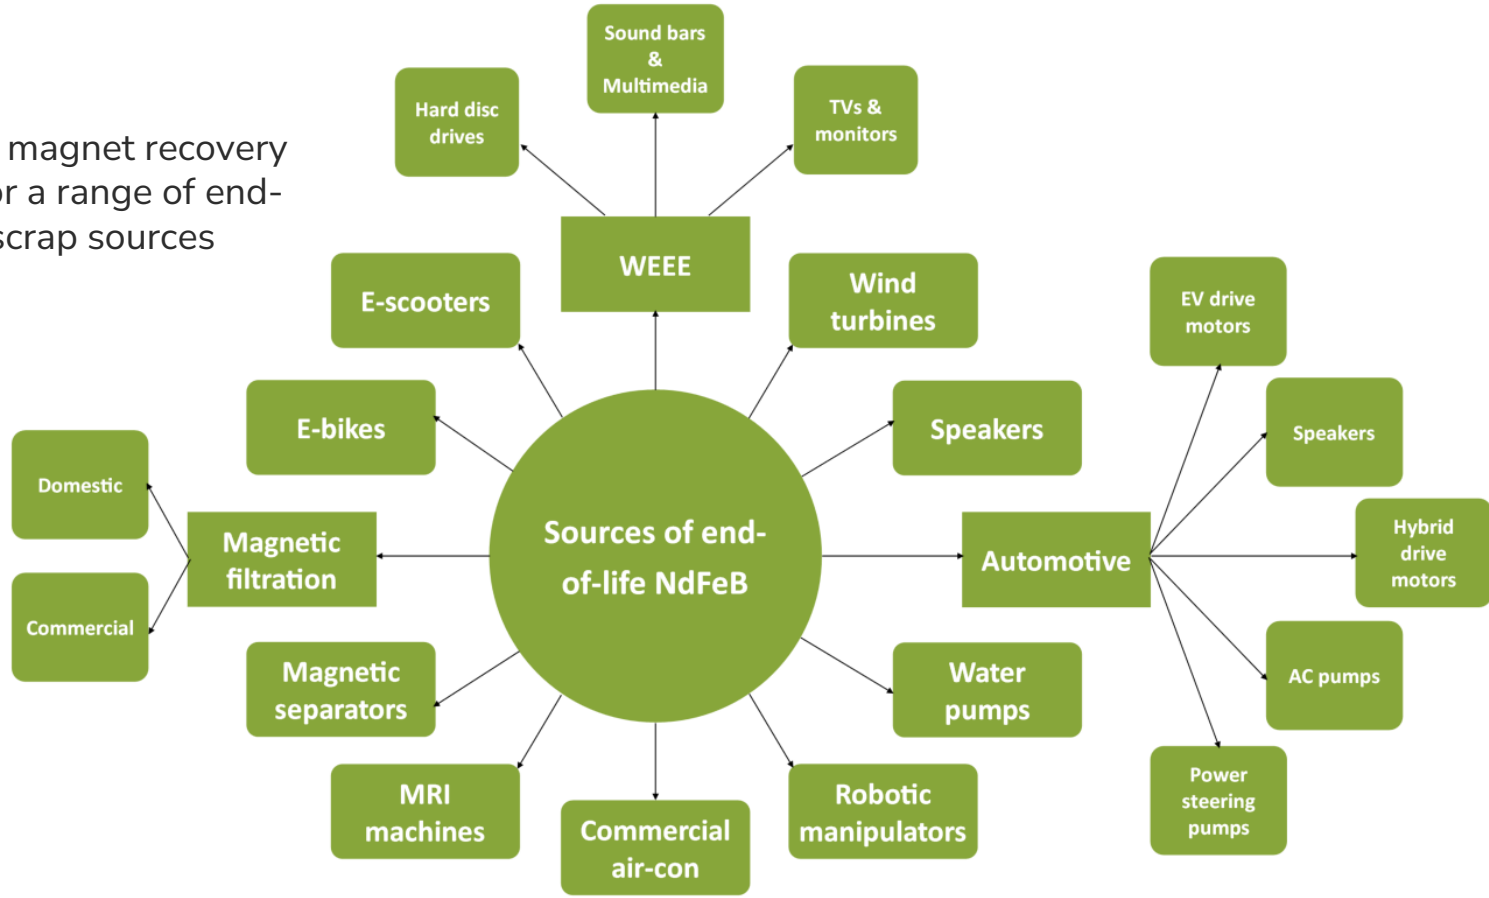 magnet recovery
or a range of end-
scrap sources
Sound bars
&
Multimedia
Hard disc
drives
TVs &
monitors
WEEE
E-scooters
Wind
turbines
E-bikes
Speakers
Domestic
Commercial
Magnetic
filtration
Sources of end-
of-life NdFeB
Automotive
EV drive
motors
Speakers
Hybrid
drive
motors
AC pumps
Power
steering
pumps
Magnetic
separators
Water
pumps
MRI
machines
Commercial
air-con
Robotic
manipulators